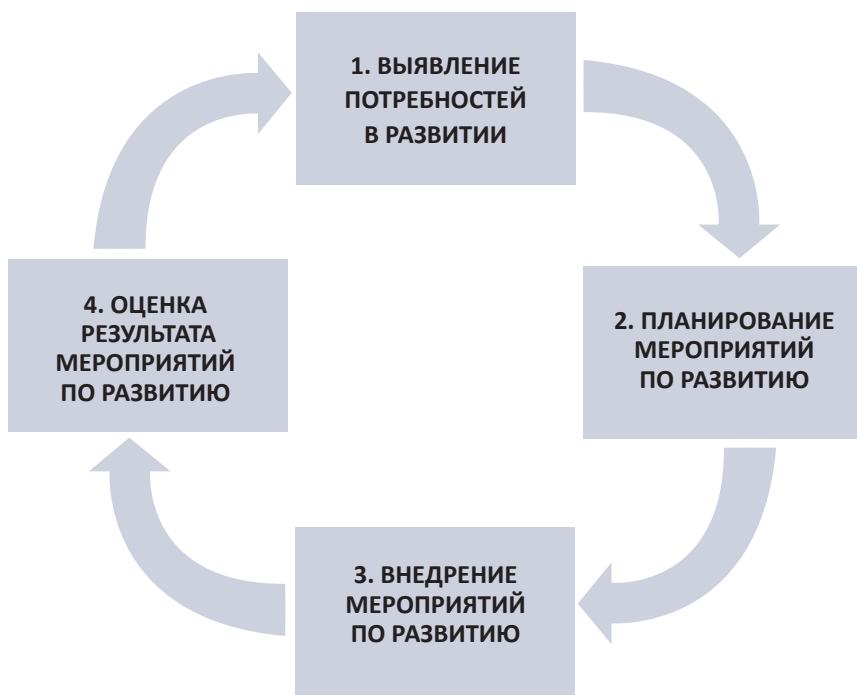 1. ВЫЯВЛЕНИЕ
ПОТРЕБНОСТЕЙ
В РАЗВИТИИ
2. ПЛАНИРОВАНИЕ
МЕРОПРИЯТИЙ
ПО РАЗВИТИЮ
3. ВНЕДРЕНИЕ
МЕРОПРИЯТИЙ
ПО РАЗВИТИЮ
4. ОЦЕНКА
РЕЗУЛЬТАТА
МЕРОПРИЯТИЙ
ПО РАЗВИТИЮ